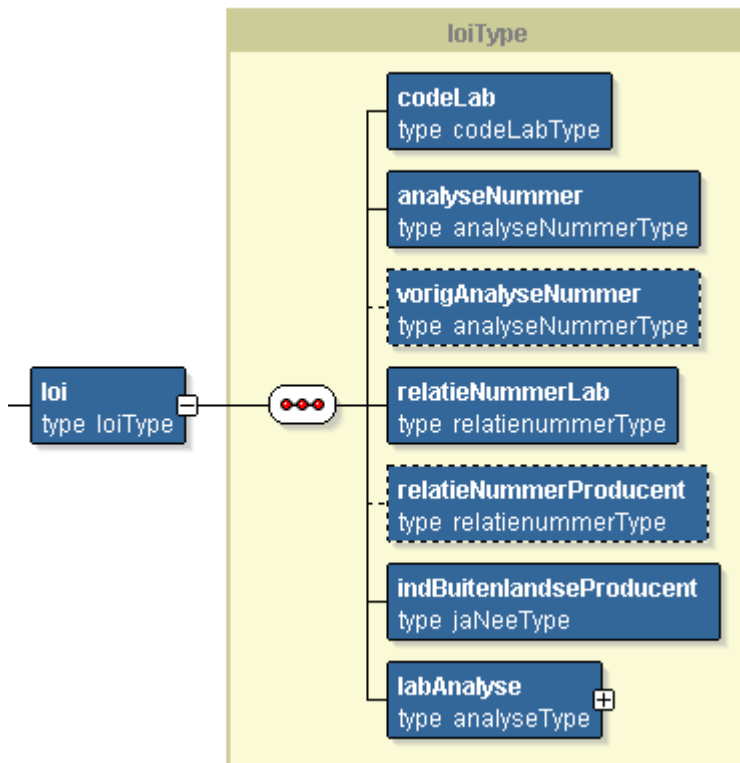 loiType
codeLab
type codeLabType
analyseNummer
type analyseNummerType
vorigAnalyseNummer
type analyseNummerType
loi
type loiType
relatieNummerLab
type relatienummerType
relatieNummerProducent
type relatienummerType
indBuitenlandseProducent
type jaNeeType
labAnalyse
type analyseType